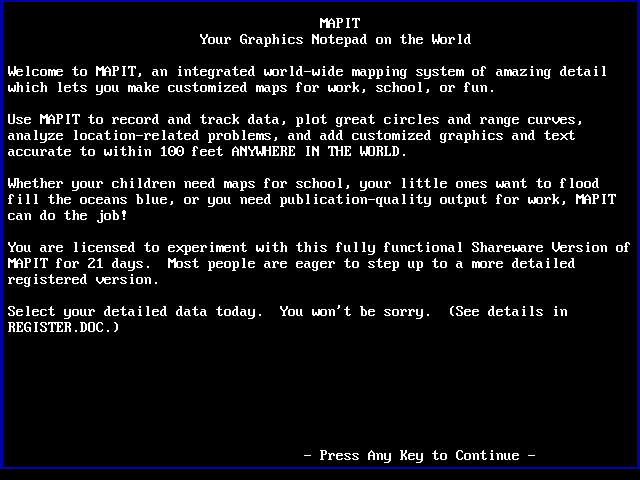 MAPIT
Your Graphics Notepad on the World
Welcome to MAPIT, an integrated world-wide mapping system of amazing detail
which lets you make customized maps for work, school, or fun.
Use MAPIT to record and track data, plot great circles and range curves,
analyze location-related problems, and add customized graphics and text
accurate to within 100 feet ANYWHERE IN THE WORLD.
Whether your children need maps for school, your little ones want to flood
fill the oceans blue, or you need publication-quality output for work, MAPIT
can do the job!
You are licensed to experiment with this fully functional Shareware Version of
MAPIT for 21 days.  Most people are eager to step up to a more detailed
registered version.
Select your detailed data today.  You won't be sorry.  (See details in
REGISTER.DOC.)
- Press Any Key to Continue -